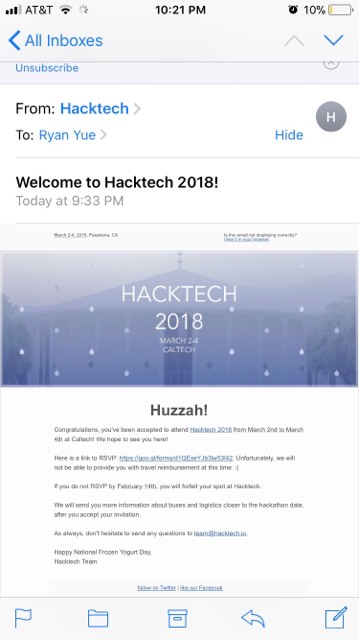 AT&T 10:21 PM 10%
All Inboxes
Unsubscribe
From: Hacktech
H
To: Ryan Yue
Hide
Welcome to Hacktech 2018!
Today at 9:33 PM
March 2-4, 2018, Pasadena, CA
Is this email not displaying correctly?
View it in your browser.
HACKTECH
2018
MARCH 2-4
CALTECH
Huzzah!
Congratulations, you've been accepted to attend Hacktech 2018 from March 2nd to March
4th at Caltech! We hope to see you here!
Here is a link to RSVP: Unfortunately, we will
not be able to provide you with travel reimbursement at this time. :(
If you do not RSVP by February 14th, you will forfeit your spot at Hacktech.
We will send you more information about buses and logistics closer to the hackathon date,
after you accept your invitation.
As always, don't hesitate to send any questions to team@hacktech.io.
Happy National Frozen Yogurt Day,
Hacktech Team
follow on Twitter | like our Facebook